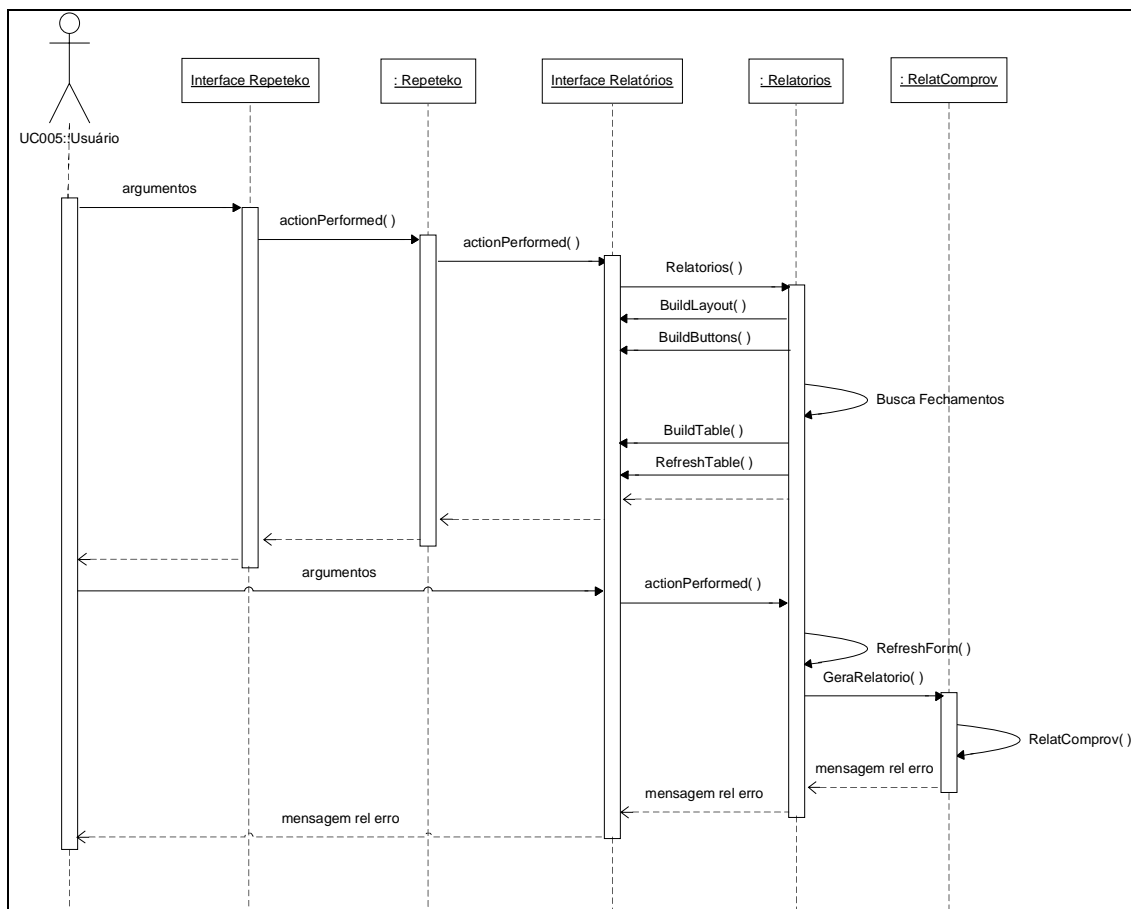 Interface Repeteko
: Repeteko
Interface Relatórios
: Relatorios
: RelatComprov
UC005::Usuário
argumentos
actionPerformed( )
actionPerformed( )
Relatorios( )
BuildLayout( )
BuildButtons( )
Busca Fechamentos
BuildTable( )
RefreshTable( )
argumentos
actionPerformed( )
RefreshForm( )
GeraRelatorio( )
RelatComprov( )
mensagem rel erro
mensagem rel erro
mensagem rel erro